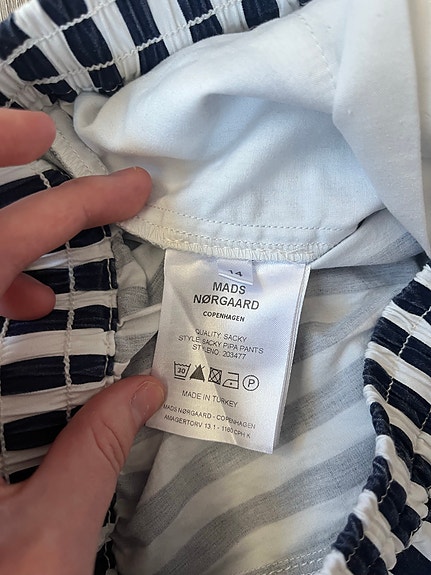 14
MADS
NØRGAARD
COPENHAGEN
QUALITY SACKY
STYLE SACKY PIPA PANTS
STYLENO 203477
30 P
MADE IN TURKEY
MADS NØRGAARD - COPENHAGEN
AMAGERTORV 13.1 - 1160 CPH K